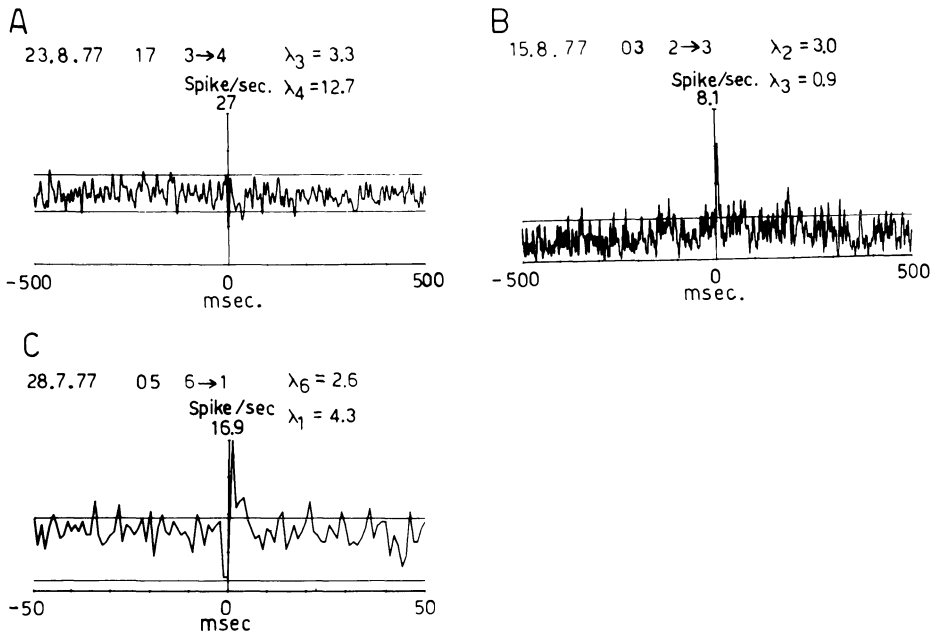 A
23.8.77 17 3→4 λ3 = 3.3
Spike/sec. λ4 = 12.7
27
-500 0 500
msec.
B
15.8.77 03 2→3 λ2 = 3.0
Spike/sec. λ3 = 0.9
8.1
-500 0 500
msec.
C
28.7.77 05 6→1 λ6 = 2.6
Spike/sec λ1 = 4.3
16.9
-50 0 50
msec